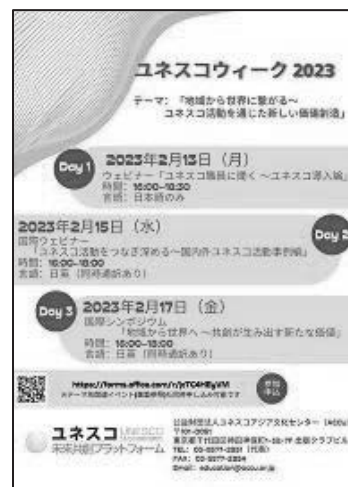 ユネスコウィーク 2023
テーマ：「地域から世界に繋がる～
ユネスコ活動を通じた新しい価値創造」
Day 1
2023年2月13日（月）
ウェビナー「ユネスコ職員に聞く ～ユネスコ導入編」
時間：16:00-18:30
言語：日本語のみ
Day 2
2023年2月15日（水）
国際ウェビナー
「ユネスコ活動をつなぎ深める～国内外ユネスコ活動事例編」
時間：16:00-18:00
言語：日英（同時通訳あり）
Day 3
2023年2月17日（金）
国際シンポジウム
「地域から世界へ ～共創が生み出す新たな価値」
時間：16:00-18:00
言語：日英（同時通訳あり）
参加
申込
ユネスコ
UNESCO
未来共創プラットフォーム
公益財団法人ユネスコアジア文化センター（ACCU）
Email：education@accu.or.jp